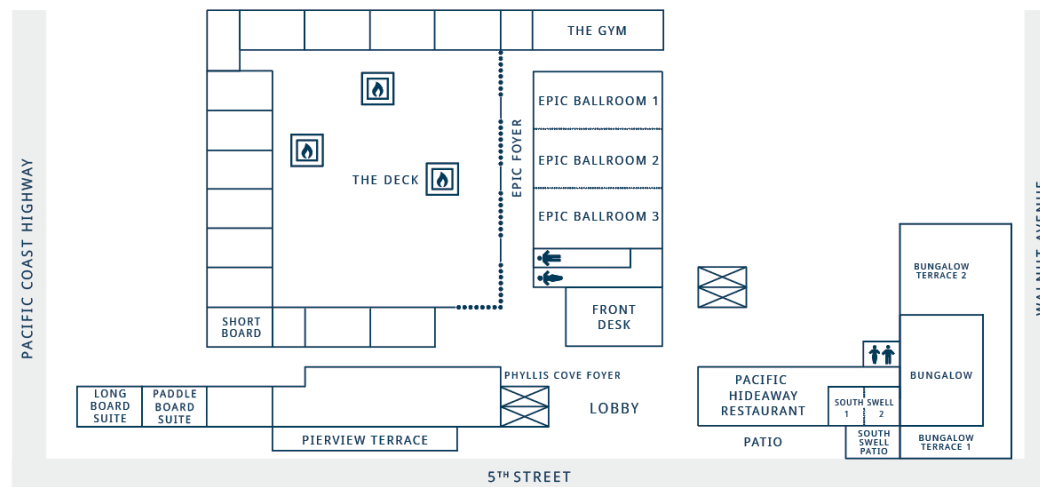 THE GYM
EPIC BALLROOM 1
EPIC BALLROOM 2
EPIC BALLROOM 3
EPIC FOYER
THE DECK
PACIFIC COAST HIGHWAY
WALNUT AVENUE
SHORT
BOARD
FRONT
DESK
BUNGALOW
TERRACE 2
BUNGALOW
PHYLLIS COVE FOYER
LONG
BOARD
SUITE
PADDLE
BOARD
SUITE
LOBBY
PACIFIC
HIDEAWAY
RESTAURANT
SOUTH SWELL
1 2
PIERVIEW TERRACE
PATIO
SOUTH
SWELL
PATIO
BUNGALOW
TERRACE 1
5TH STREET